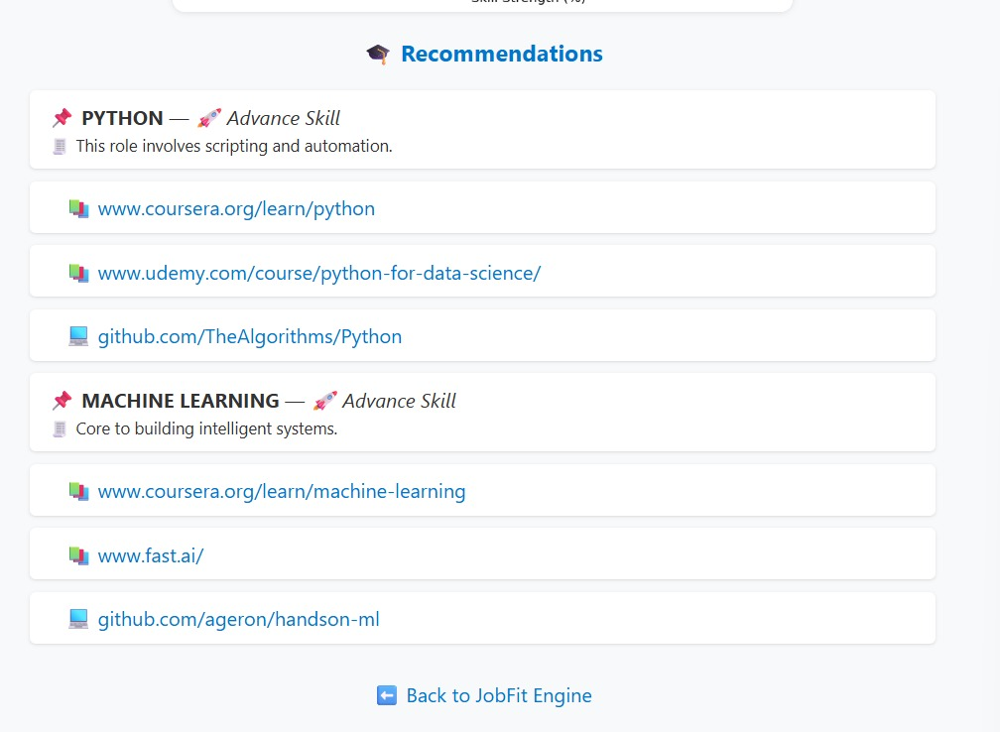 Skill Strength (%)
Recommendations
PYTHON — Advance Skill
This role involves scripting and automation.
www.coursera.org/learn/python
www.udemy.com/course/python-for-data-science/
github.com/TheAlgorithms/Python
MACHINE LEARNING — Advance Skill
Core to building intelligent systems.
www.coursera.org/learn/machine-learning
www.fast.ai/
github.com/ageron/handson-ml
Back to JobFit Engine